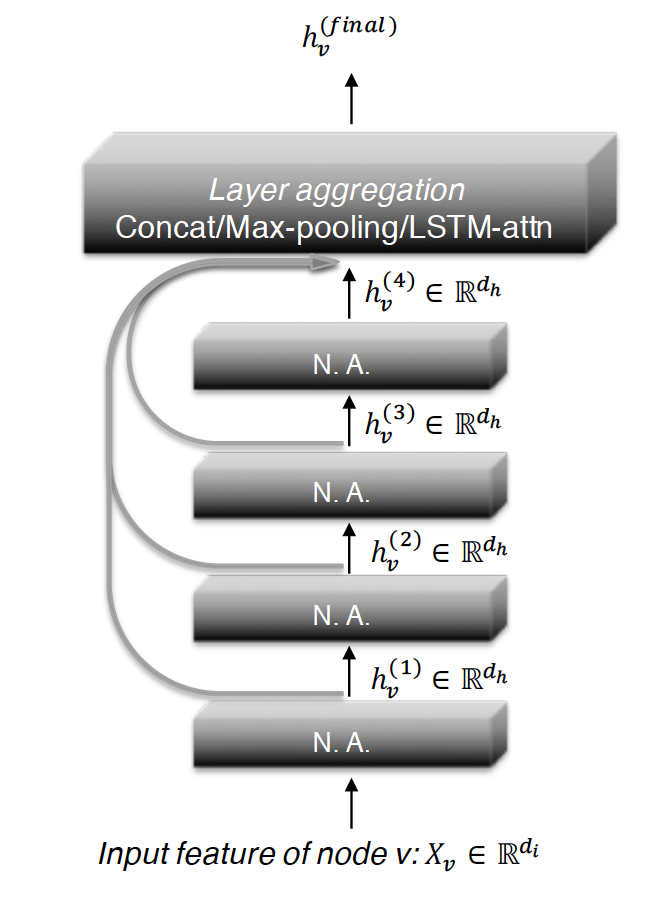 h_v^{(final)}
Layer aggregation
Concat/Max-pooling/LSTM-attn
h_v^{(4)} ∈ ℝ^{d_h}
N. A.
h_v^{(3)} ∈ ℝ^{d_h}
N. A.
h_v^{(2)} ∈ ℝ^{d_h}
N. A.
h_v^{(1)} ∈ ℝ^{d_h}
N. A.
Input feature of node v: X_v ∈ ℝ^{d_i}